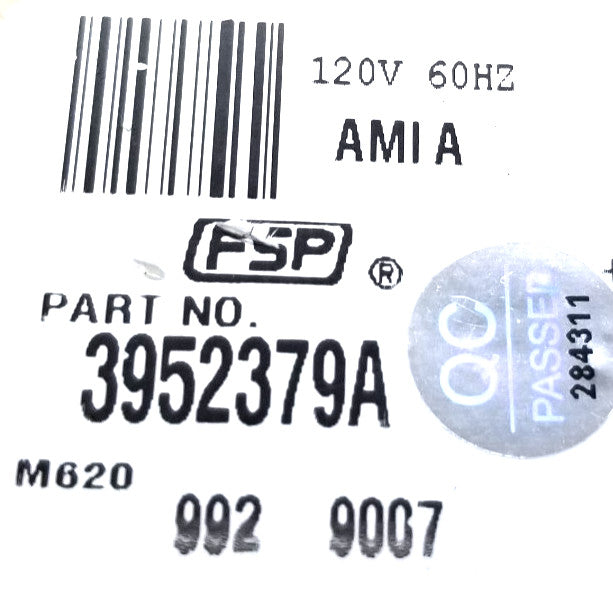 120V 60HZ
AMI A
FSP ®
PART NO.
3952379A
QC
PASSED
284311
M620
992 9007